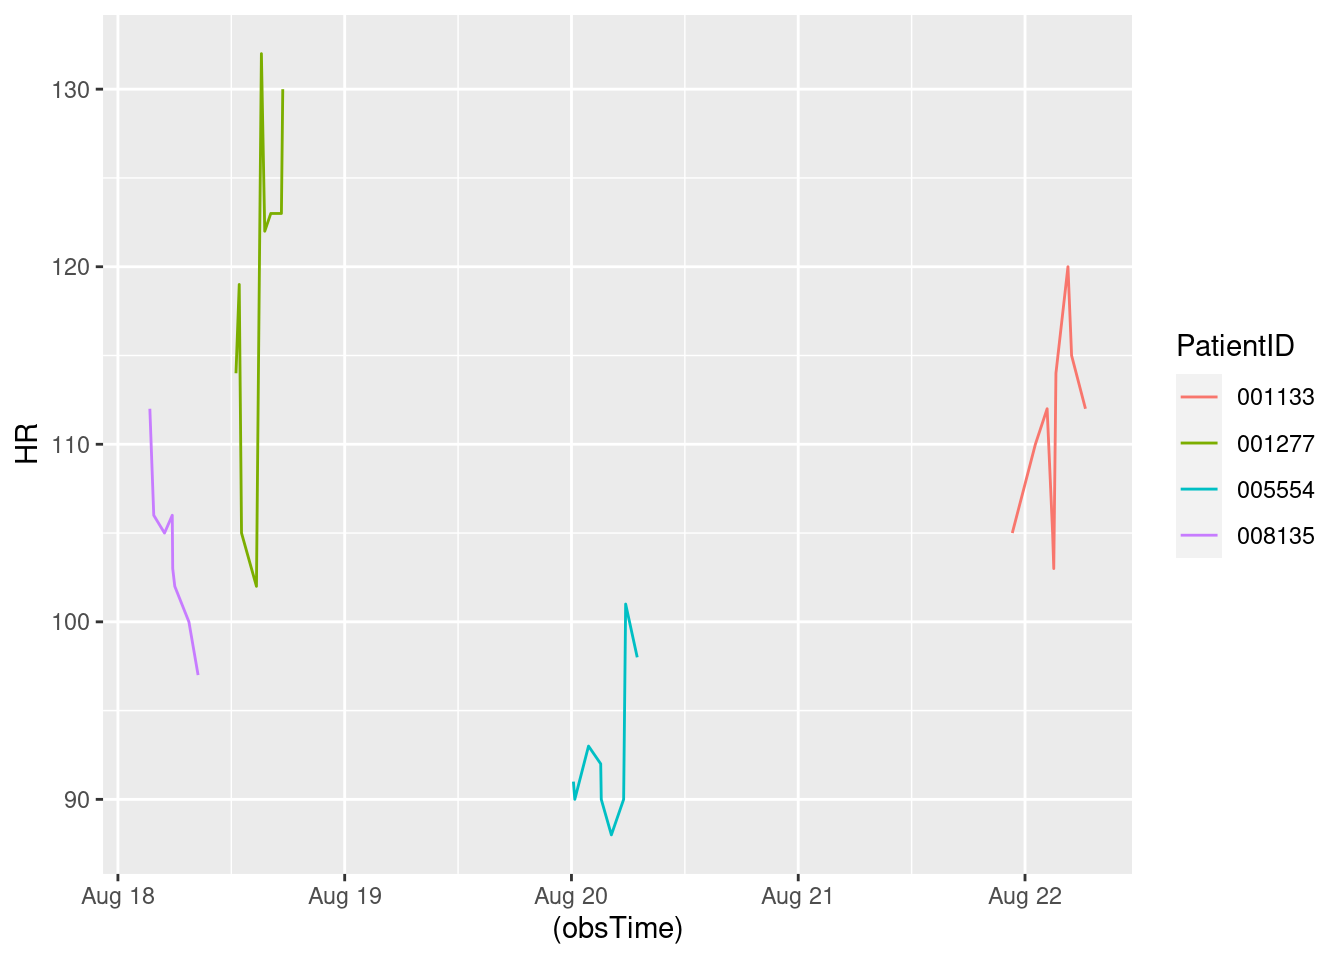 HR
130
120
110
100
90
Aug 18
Aug 19
Aug 20
Aug 21
Aug 22
(obsTime)
PatientID
001133
001277
005554
008135